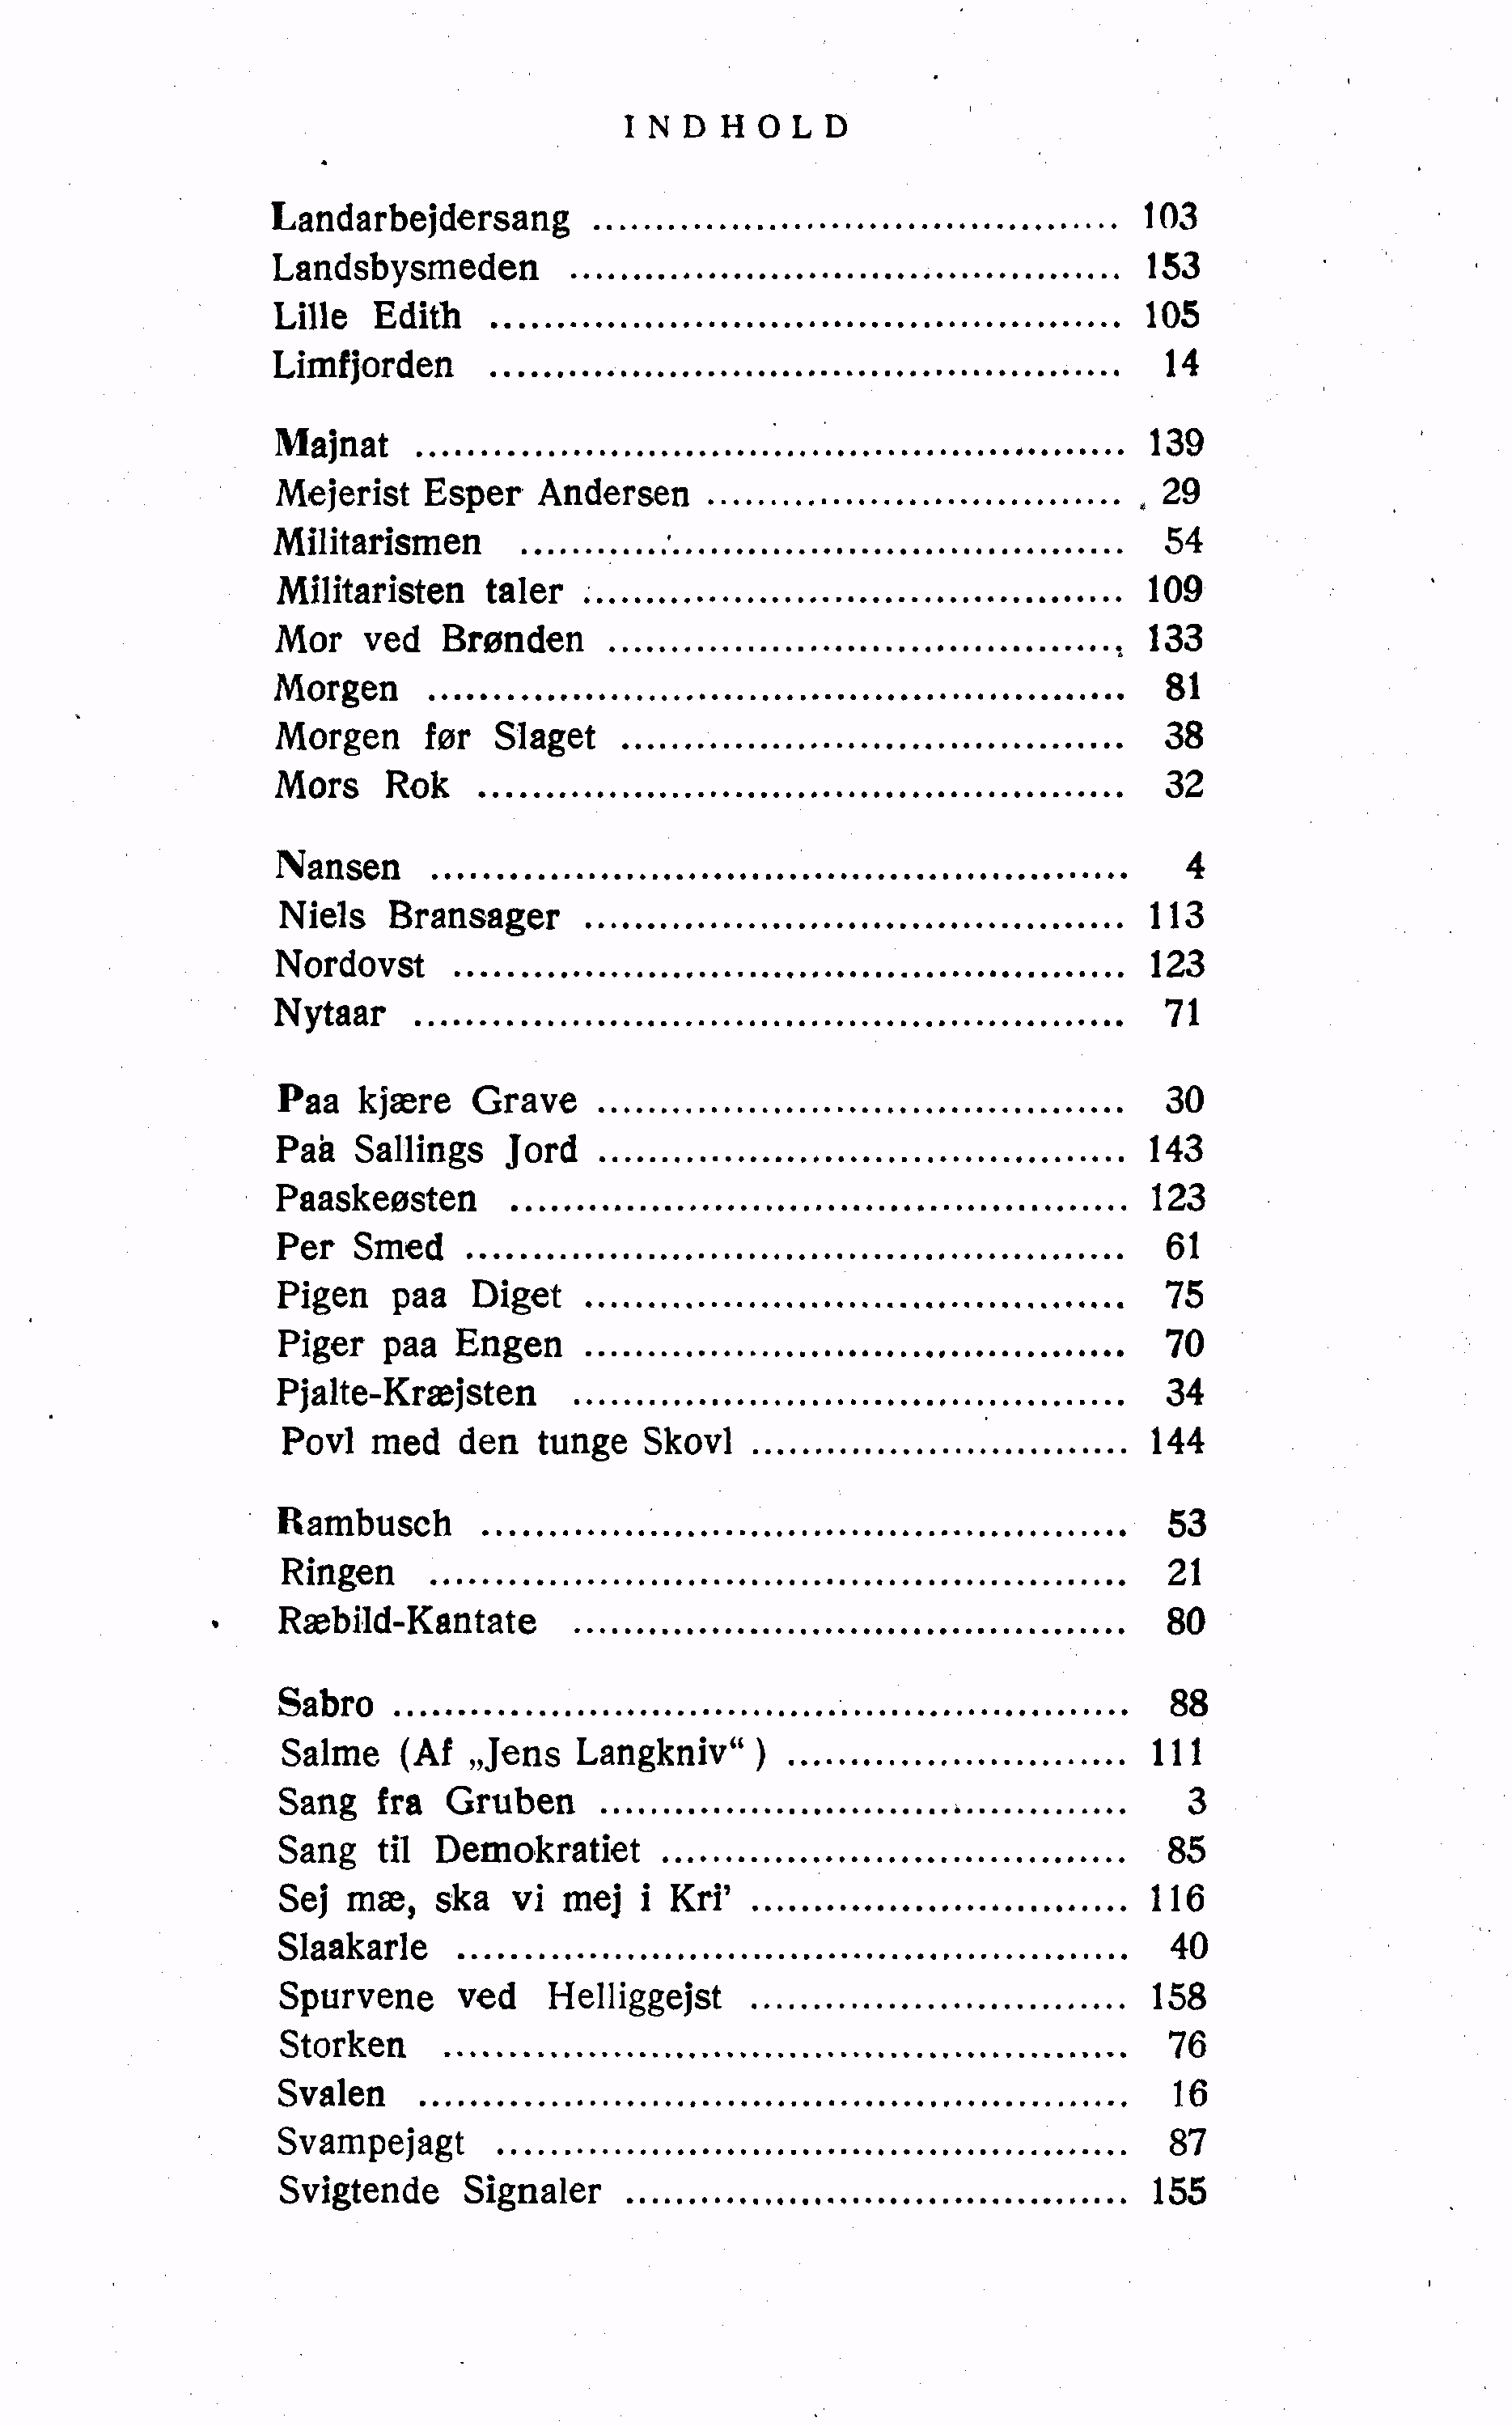 INDHOLD
Landarbejdersang ........................................ 103
Landsbysmeden ........................................ 153
Lille Edith ........................................ 105
Limfjorden ........................................ 14
Majnat ........................................ 139
Mejerist Esper Andersen ........................................ 29
Militarismen ........................................ 54
Militaristen taler ........................................ 109
Mor ved Brønden ........................................ 133
Morgen ........................................ 81
Morgen før Slaget ........................................ 38
Mors Rok ........................................ 32
Nansen ........................................ 4
Niels Bransager ........................................ 113
Nordovst ........................................ 123
Nytaar ........................................ 71
Paa kjære Grave ........................................ 30
Paa Sallings Jord ........................................ 143
Paaskeøsten ........................................ 123
Per Smed ........................................ 61
Pigen paa Diget ........................................ 75
Piger paa Engen ........................................ 70
Pjalte-Kræjsten ........................................ 34
Povl med den tunge Skovl ........................................ 144
Rambusch ........................................ 53
Ringen ........................................ 21
Ræbild-Kantate ........................................ 80
Sabro ........................................ 88
Salme (Af „Jens Langkniv“ ) ........................................ 111
Sang fra Gruben ........................................ 3
Sang til Demokratiet ........................................ 85
Sej mæ, ska vi mej i Kri’ ........................................ 116
Slaakarle ........................................ 40
Spurvene ved Helliggejst ........................................ 158
Storken ........................................ 76
Svalen ........................................ 16
Svampejagt ........................................ 87
Svigtende Signaler ........................................ 155